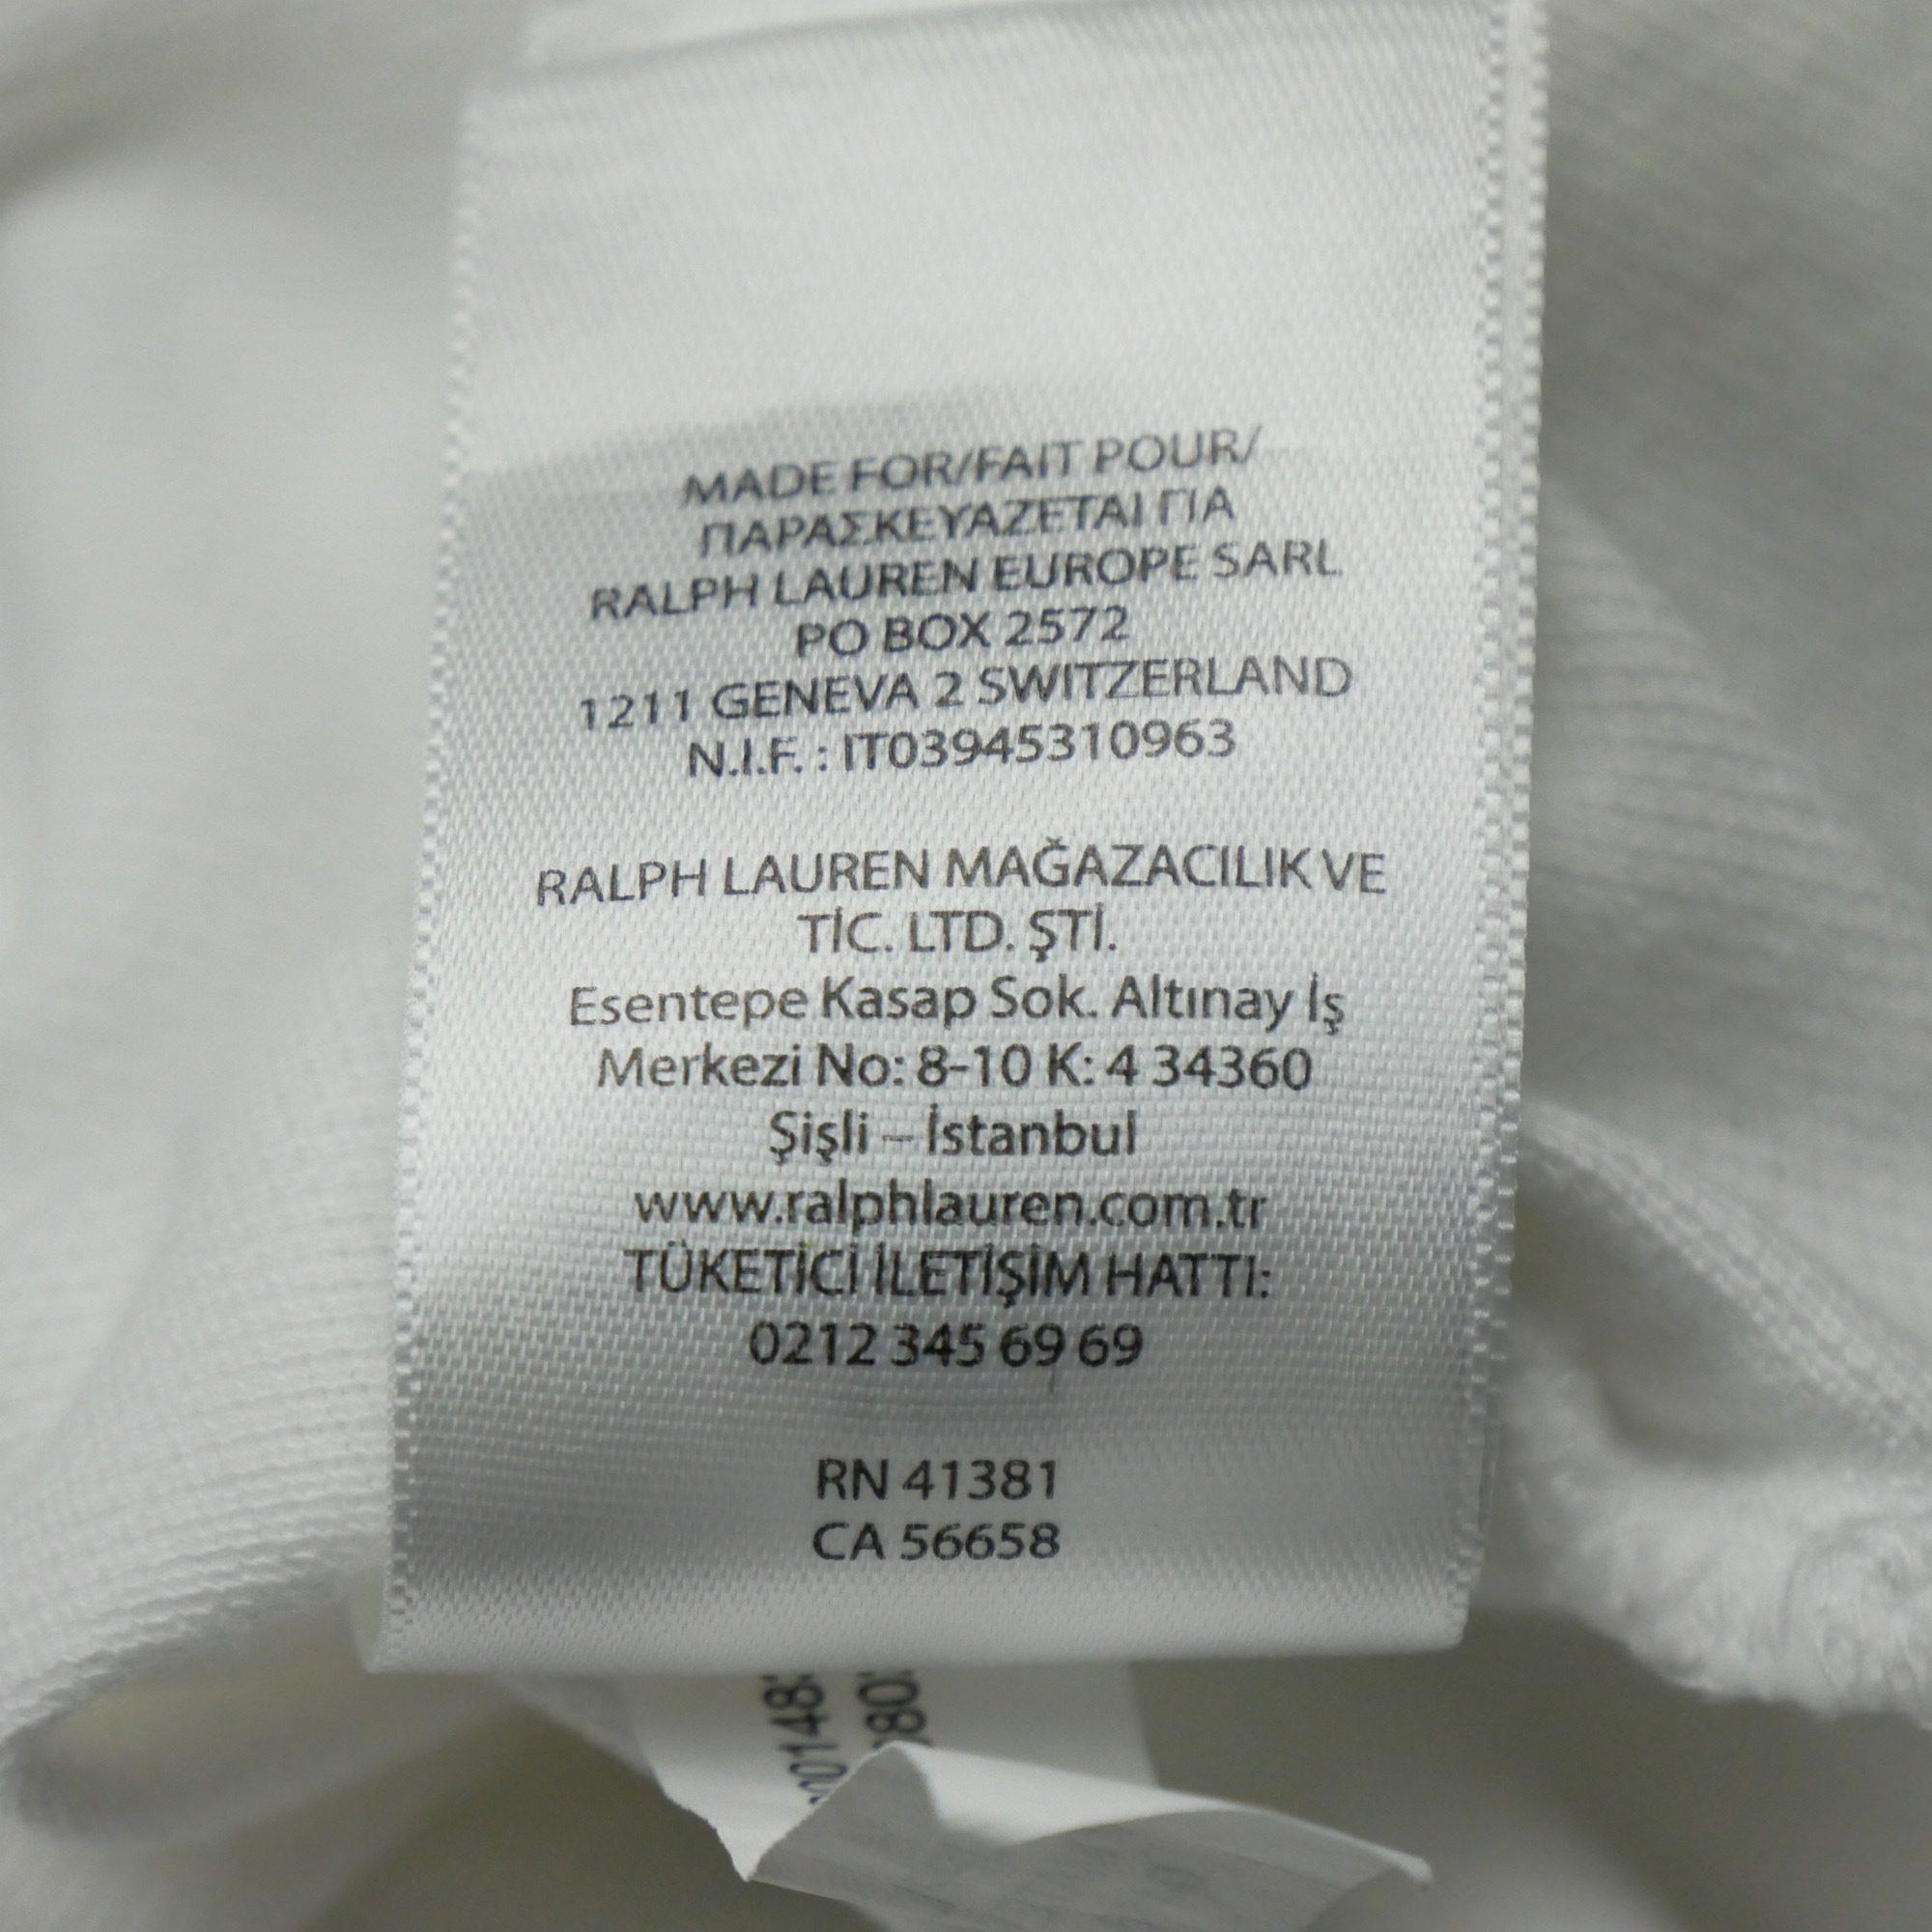 MADE FOR/FAIT POUR/
ΠΑΡΑΣΚΕΥΑΖΕΤΑΙ ΓΙΑ
RALPH LAUREN EUROPE SARL
PO BOX 2572
1211 GENEVA 2 SWITZERLAND
N.I.F. : IT03945310963
RALPH LAUREN MAĞAZACILIK VE
TİC. LTD. ŞTİ.
Esentepe Kasap Sok. Altınay İş
Merkezi No: 8-10 K: 4 34360
Şişli – İstanbul
www.ralphlauren.com.tr
TÜKETİCİ İLETİŞİM HATTI:
0212 345 69 69
RN 41381
CA 56658